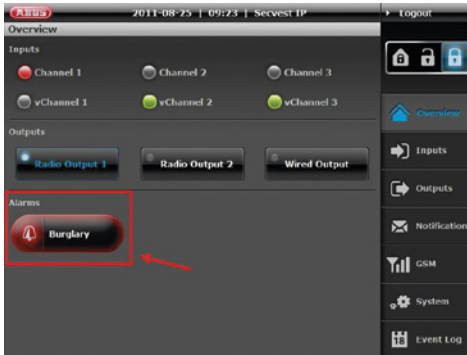 ABUS 2011-08-25 | 09:23 | Servest IP Logout
Overview
Inputs
Channel 1 Channel 2 Channel 3
vChannel 1 vChannel 2 vChannel 3
Outputs
Radio Output 1 Radio Output 2 Wired Output
Alarms
Burglary
Overview
Inputs
Outputs
Notification
GSM
System
18 Event Log